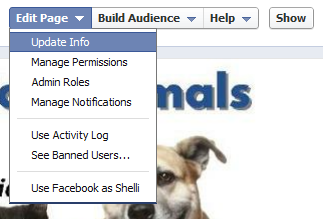 Edit Page Build Audience Help Show
Update Info
Manage Permissions
Admin Roles
Manage Notifications
Use Activity Log
See Banned Users...
Use Facebook as Shelli